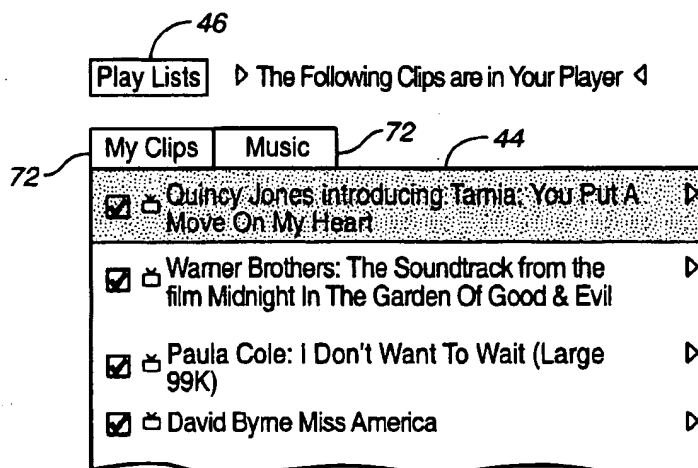 46
Play Lists ▷ The Following Clips are in Your Player ◁
My Clips Music 72 44
72
Quincy Jones introducing Tamia; You Put A
Move On My Heart
Warner Brothers: The Soundtrack from the
film Midnight In The Garden Of Good & Evil
Paula Cole: I Don't Want To Wait (Large
99K)
David Byrne Miss America